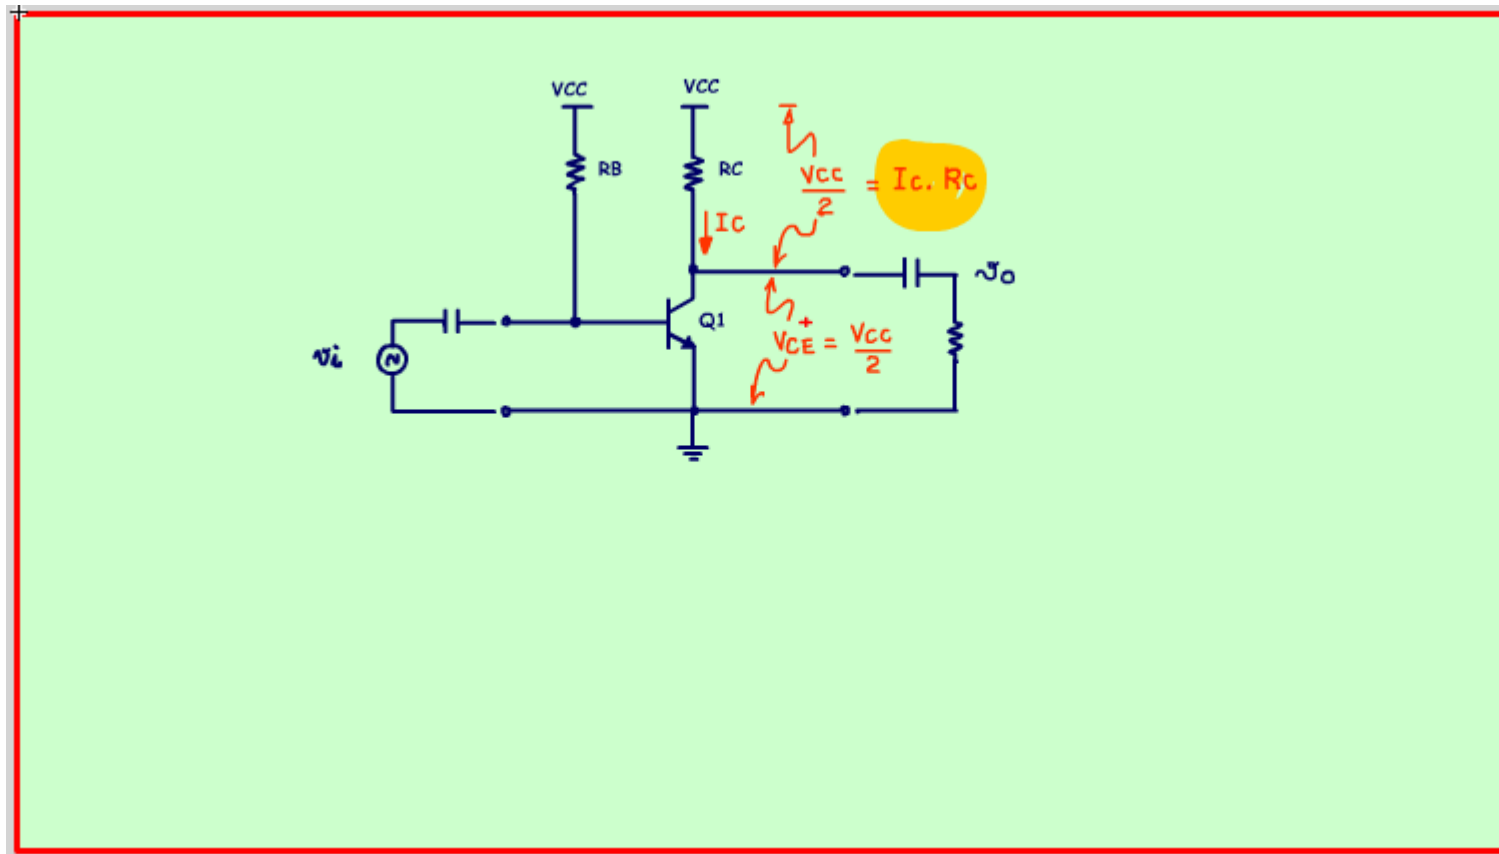 VCC
VCC
RB
RC
VCC/2 = Ic. Rc
IC
vo
Q1
+
VCE = VCC/2
vi